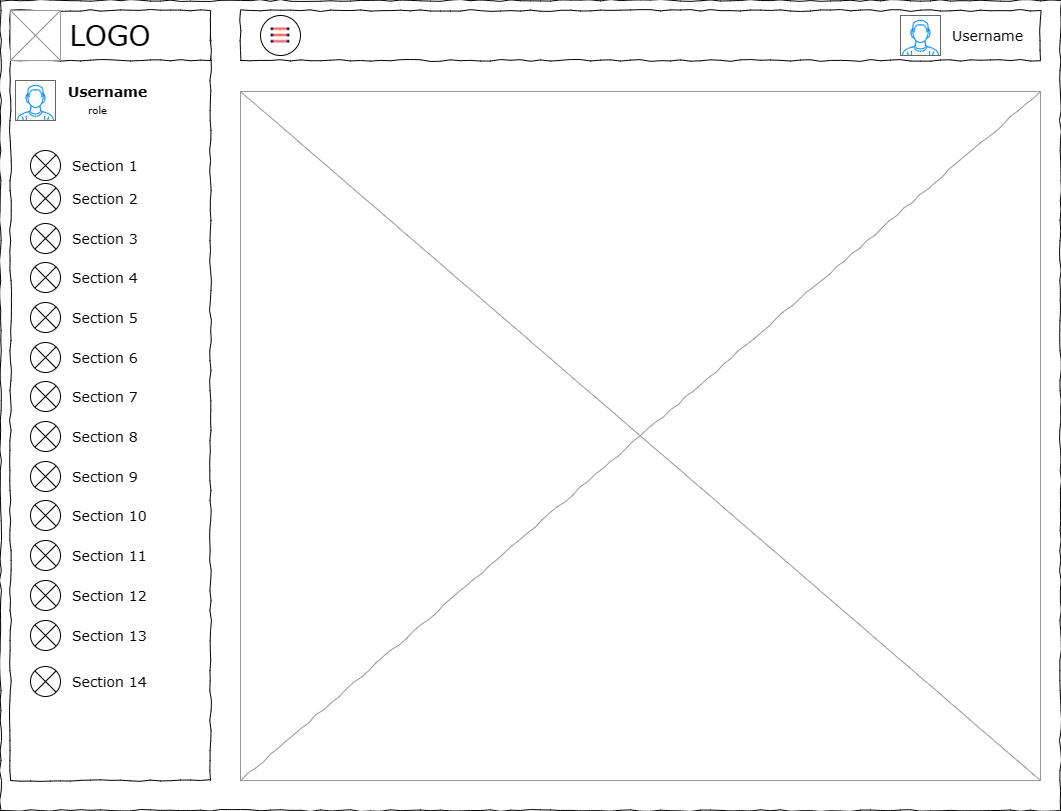 LOGO
Username
Username
role
Section 1
Section 2
Section 3
Section 4
Section 5
Section 6
Section 7
Section 8
Section 9
Section 10
Section 11
Section 12
Section 13
Section 14